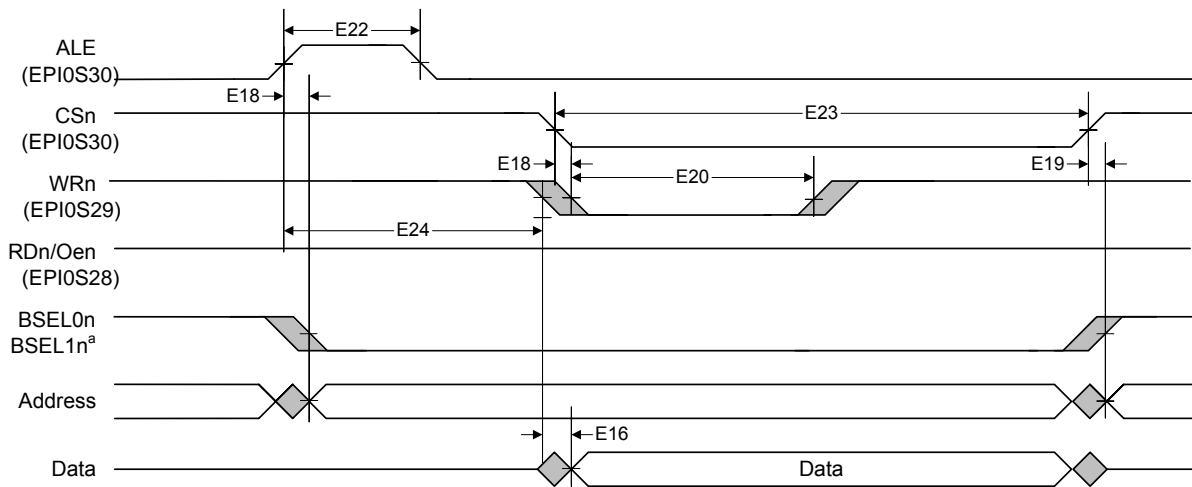 E22
ALE
(EPI0S30)
E18
CSn
(EPI0S30)
E23
E18
E20
E19
WRn
(EPI0S29)
E24
RDn/Oen
(EPI0S28)
BSEL0n
BSEL1nᵃ
Address
E16
Data
Data